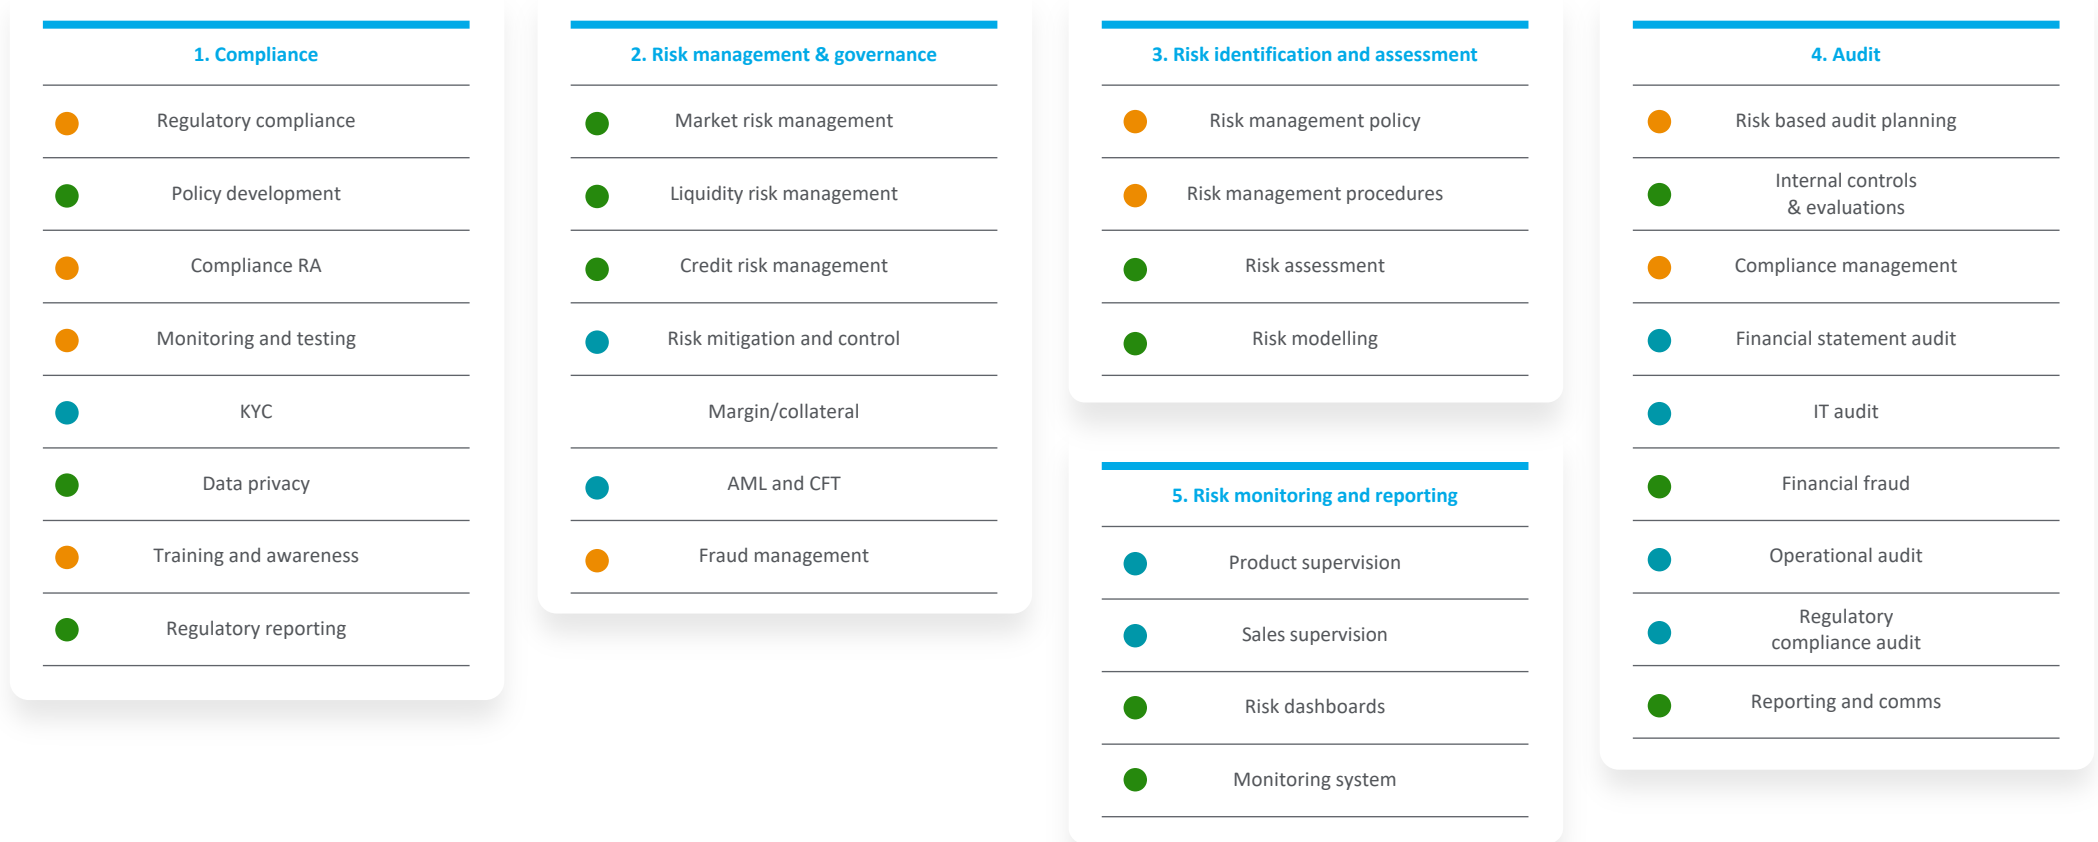 1. Compliance
Regulatory compliance
Policy development
Compliance RA
Monitoring and testing
KYC
Data privacy
Training and awareness
Regulatory reporting
2. Risk management & governance
Market risk management
Liquidity risk management
Credit risk management
Risk mitigation and control
Margin/collateral
AML and CFT
Fraud management
3. Risk identification and assessment
Risk management policy
Risk management procedures
Risk assessment
Risk modelling
5. Risk monitoring and reporting
Product supervision
Sales supervision
Risk dashboards
Monitoring system
4. Audit
Risk based audit planning
Internal controls
& evaluations
Compliance management
Financial statement audit
IT audit
Financial fraud
Operational audit
Regulatory
compliance audit
Reporting and comms